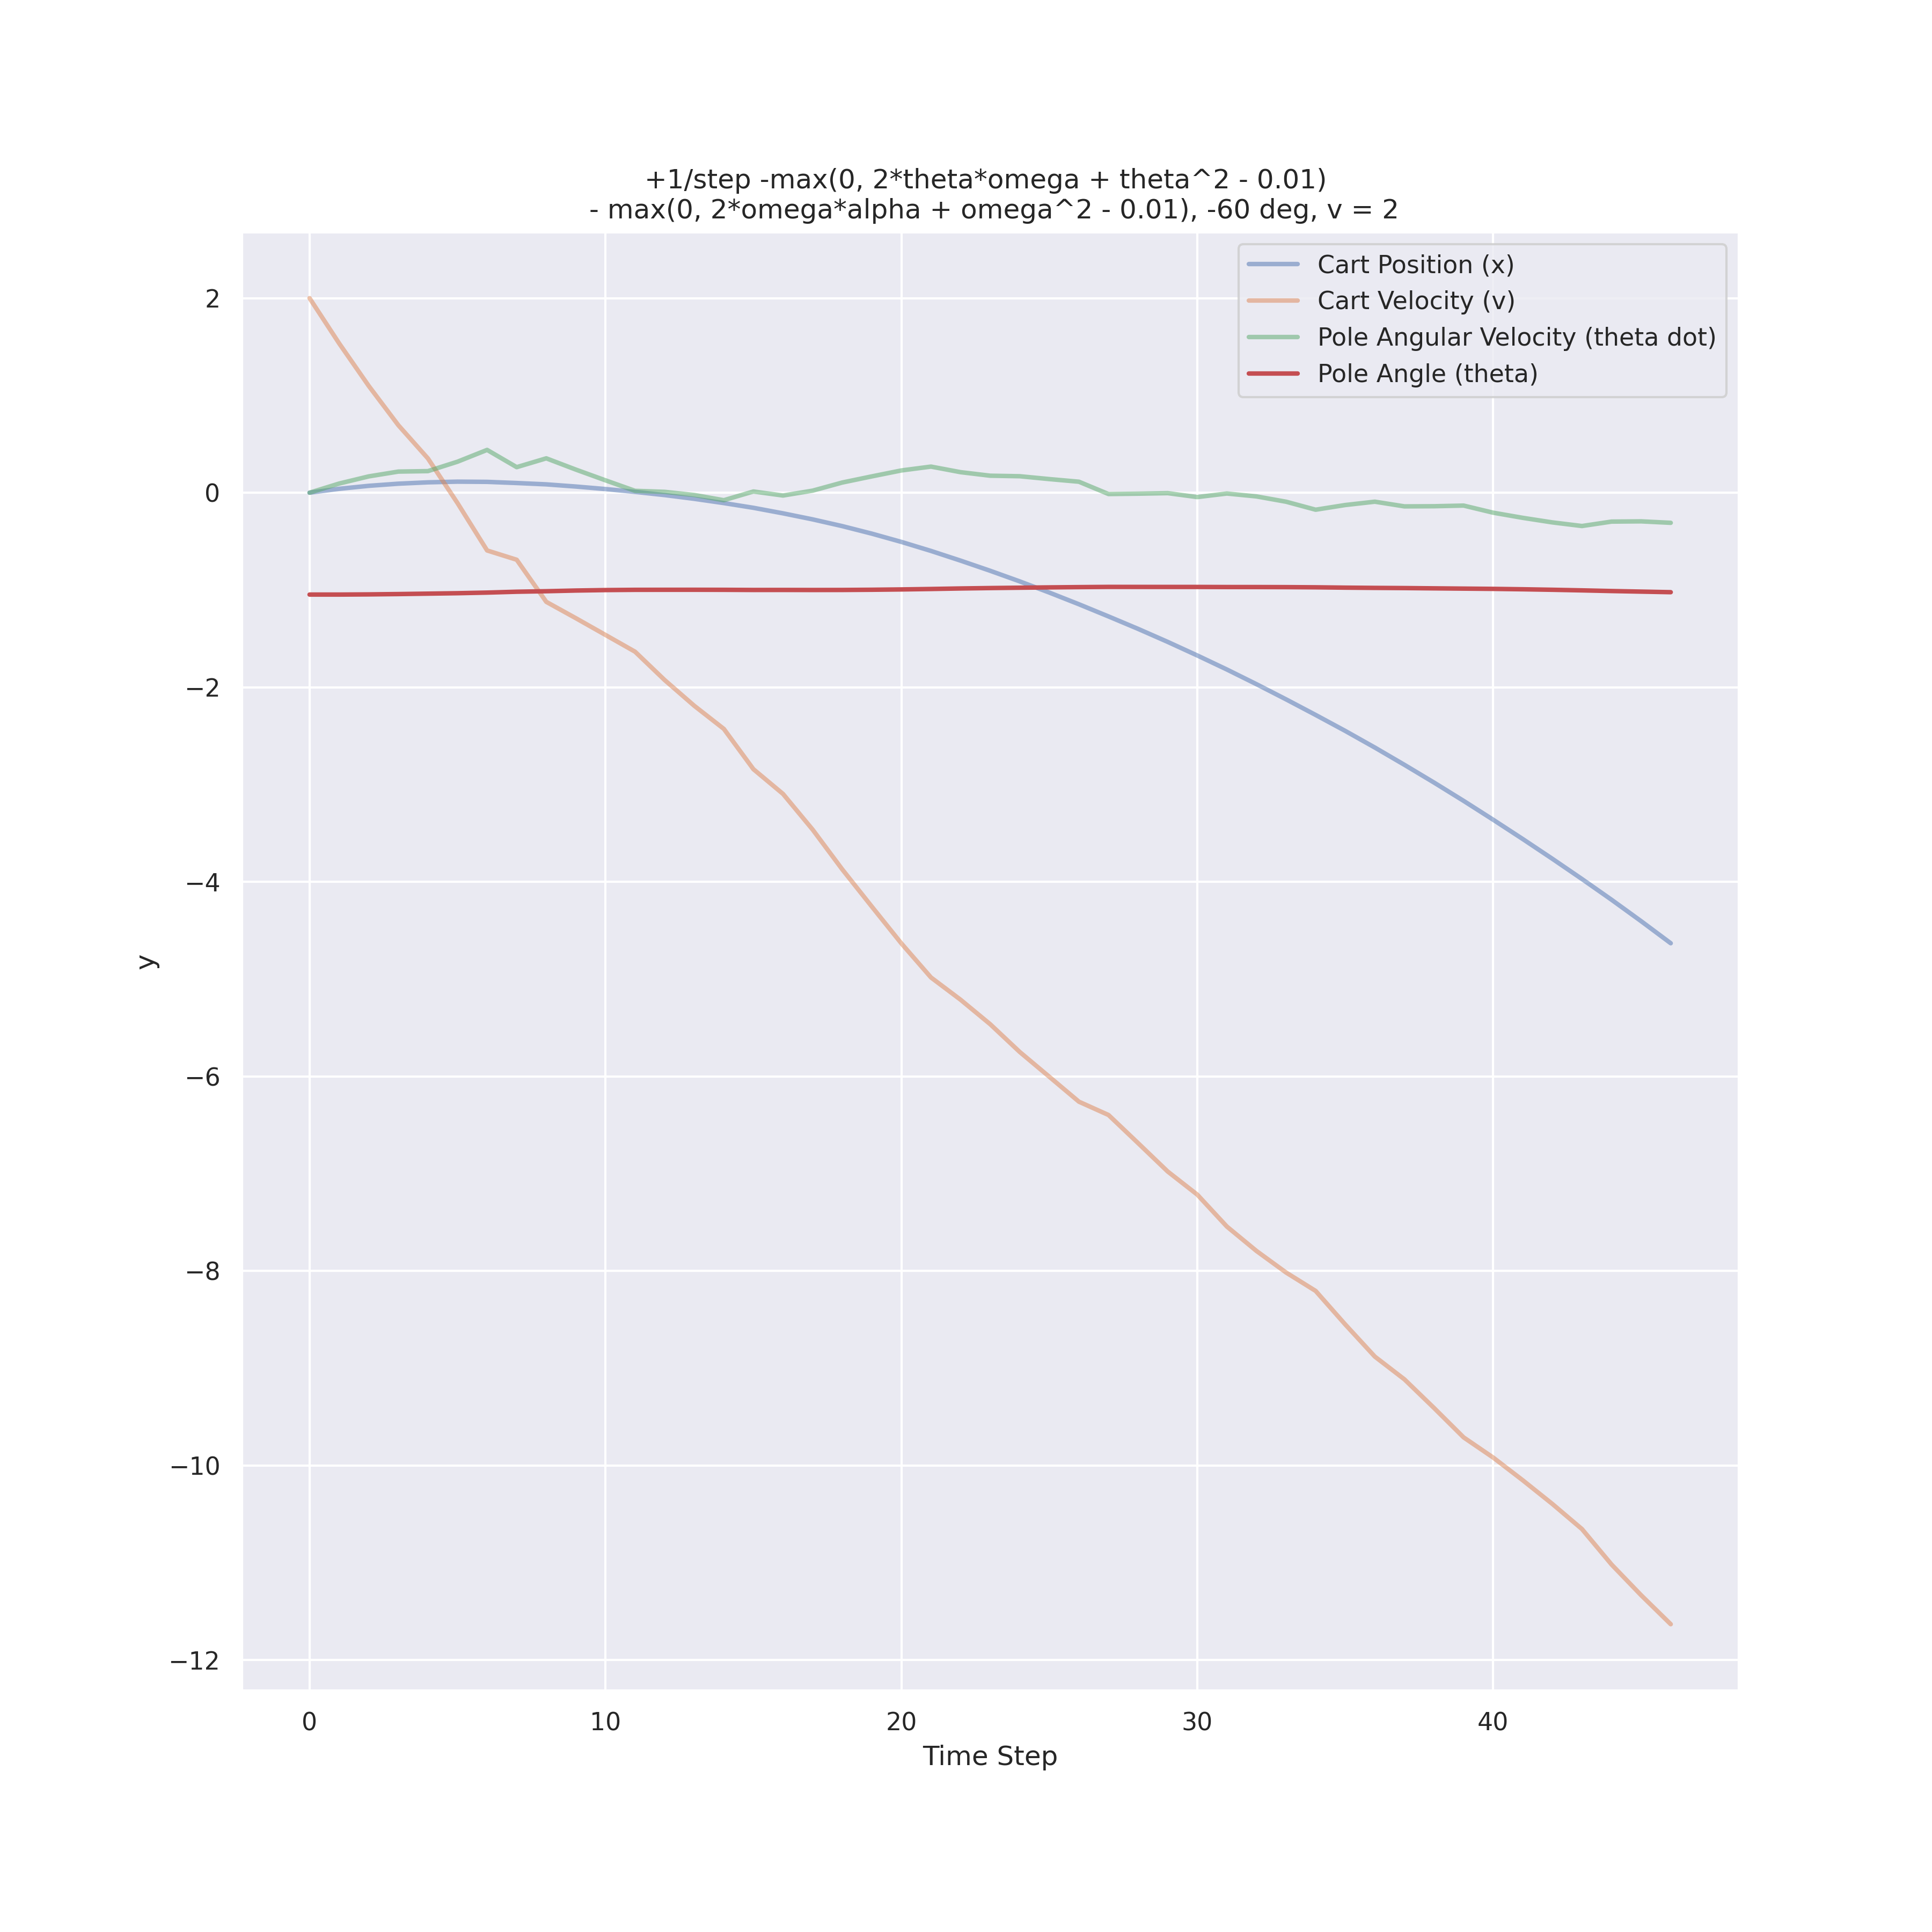 +1/step -max(0, 2*theta*omega + theta^2 - 0.01)
- max(0, 2*omega*alpha + omega^2 - 0.01), -60 deg, v = 2
Cart Position (x)
Cart Velocity (v)
Pole Angular Velocity (theta dot)
Pole Angle (theta)
2
0
−2
−4
−6
−8
−10
−12
y
0 10 20 30 40
Time Step